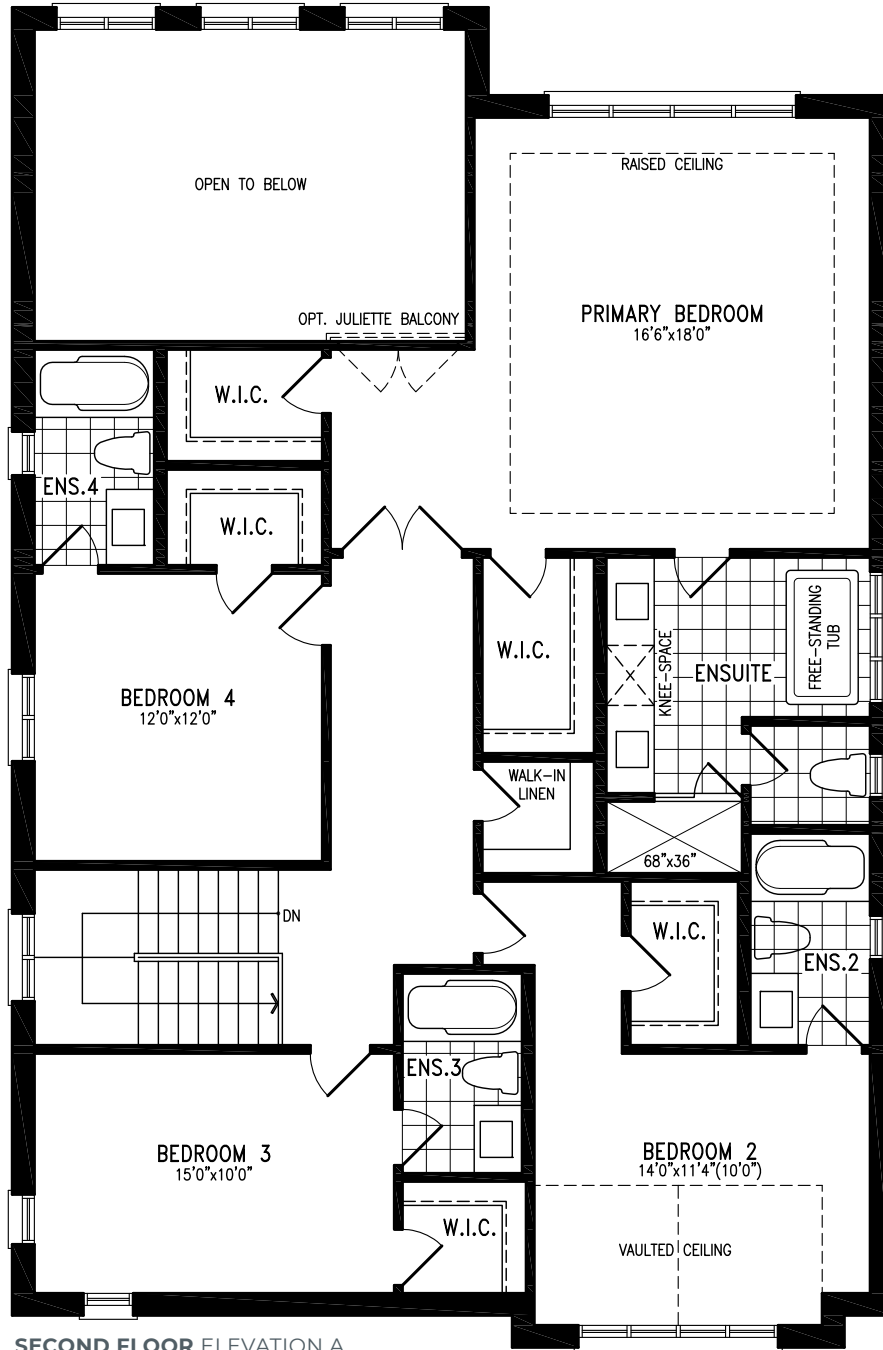 OPEN TO BELOW
RAISED CEILING
PRIMARY BEDROOM
16'6"x18'0"
OPT. JULIETTE BALCONY
W.I.C.
ENS.4
W.I.C.
W.I.C.
KNEE-SPACE
ENSUITE
FREE-STANDING
TUB
BEDROOM 4
12'0"x12'0"
WALK-IN
LINEN
68"x36"
DN
W.I.C.
ENS.2
ENS.3
BEDROOM 3
15'0"x10'0"
BEDROOM 2
14'0"x11'4"(10'0")
W.I.C.
VAULTED CEILING
SECOND FLOOR ELEVATION A